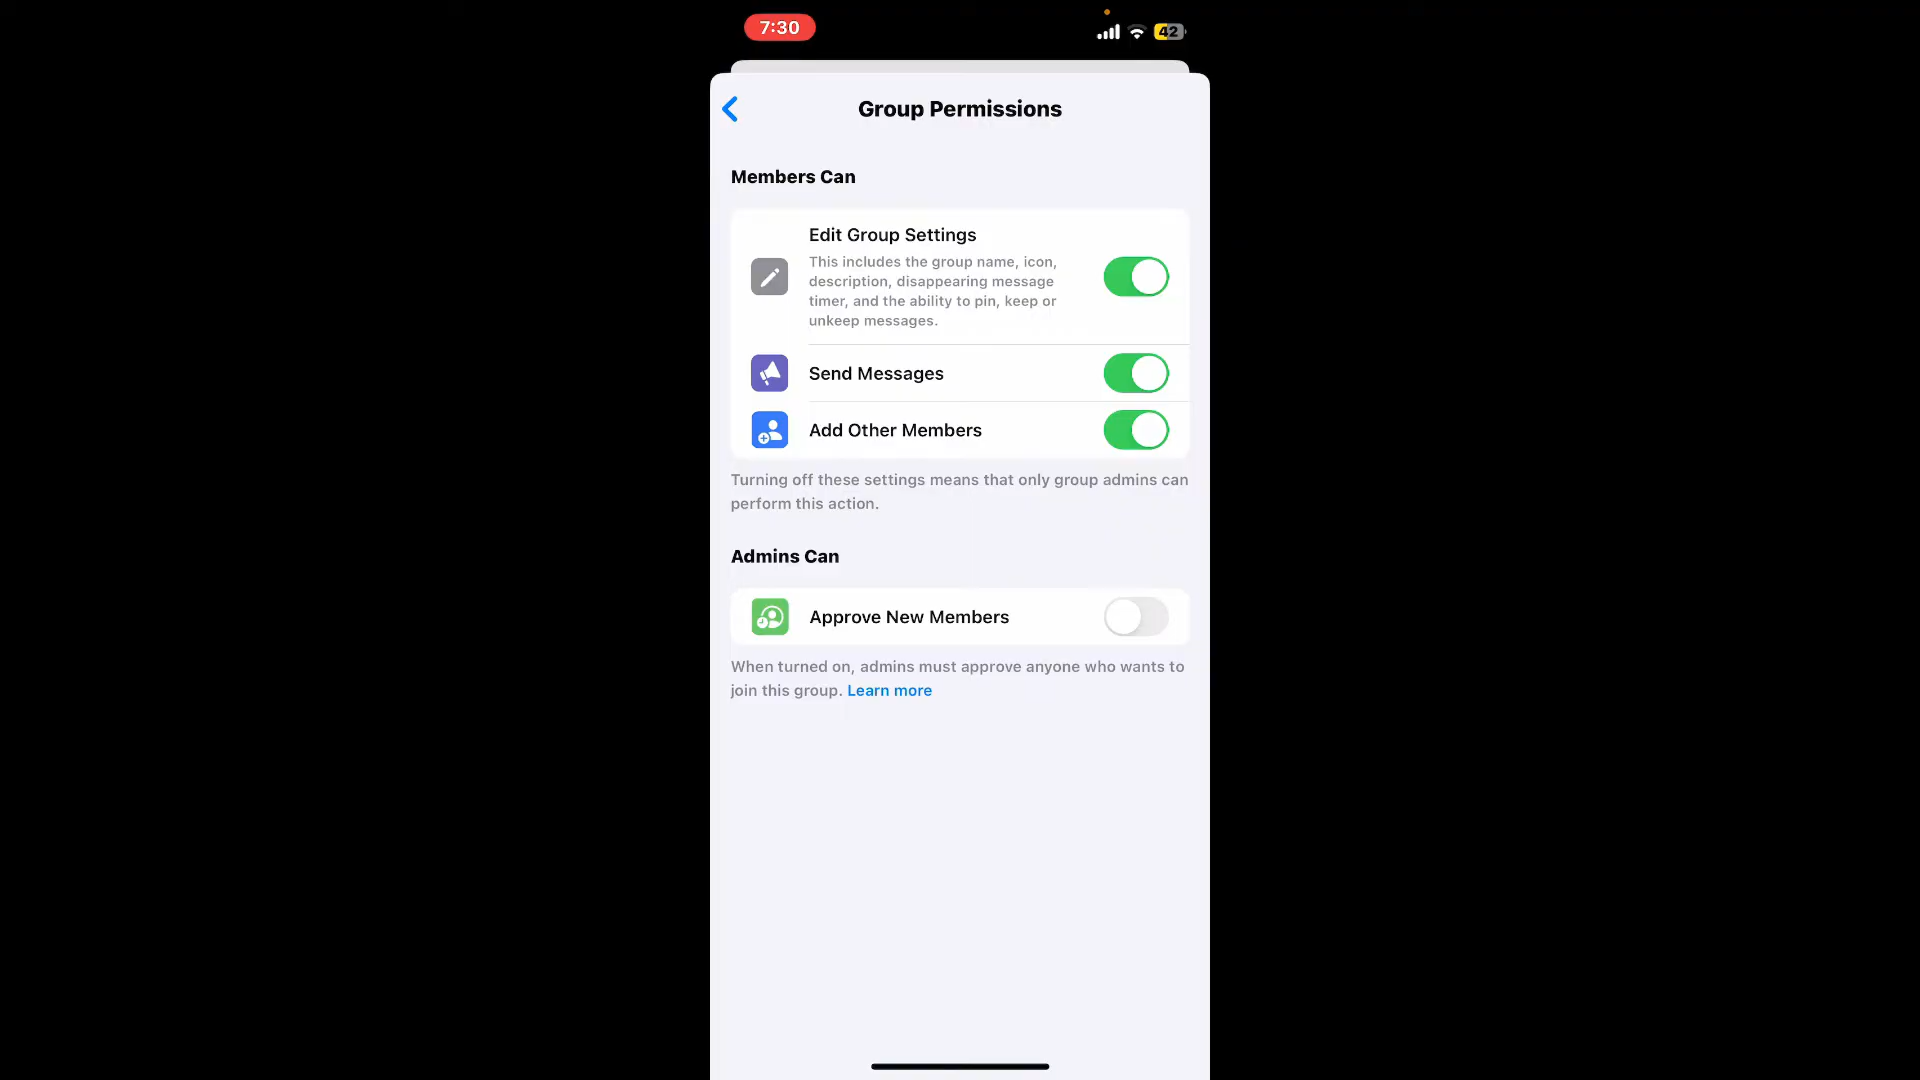 7:30
42
Group Permissions
Members Can
Edit Group Settings
This includes the group name, icon,
description, disappearing message
timer, and the ability to pin, keep or
unkeep messages.
Send Messages
Add Other Members
Turning off these settings means that only group admins can
perform this action.
Admins Can
Approve New Members
When turned on, admins must approve anyone who wants to
join this group. Learn more